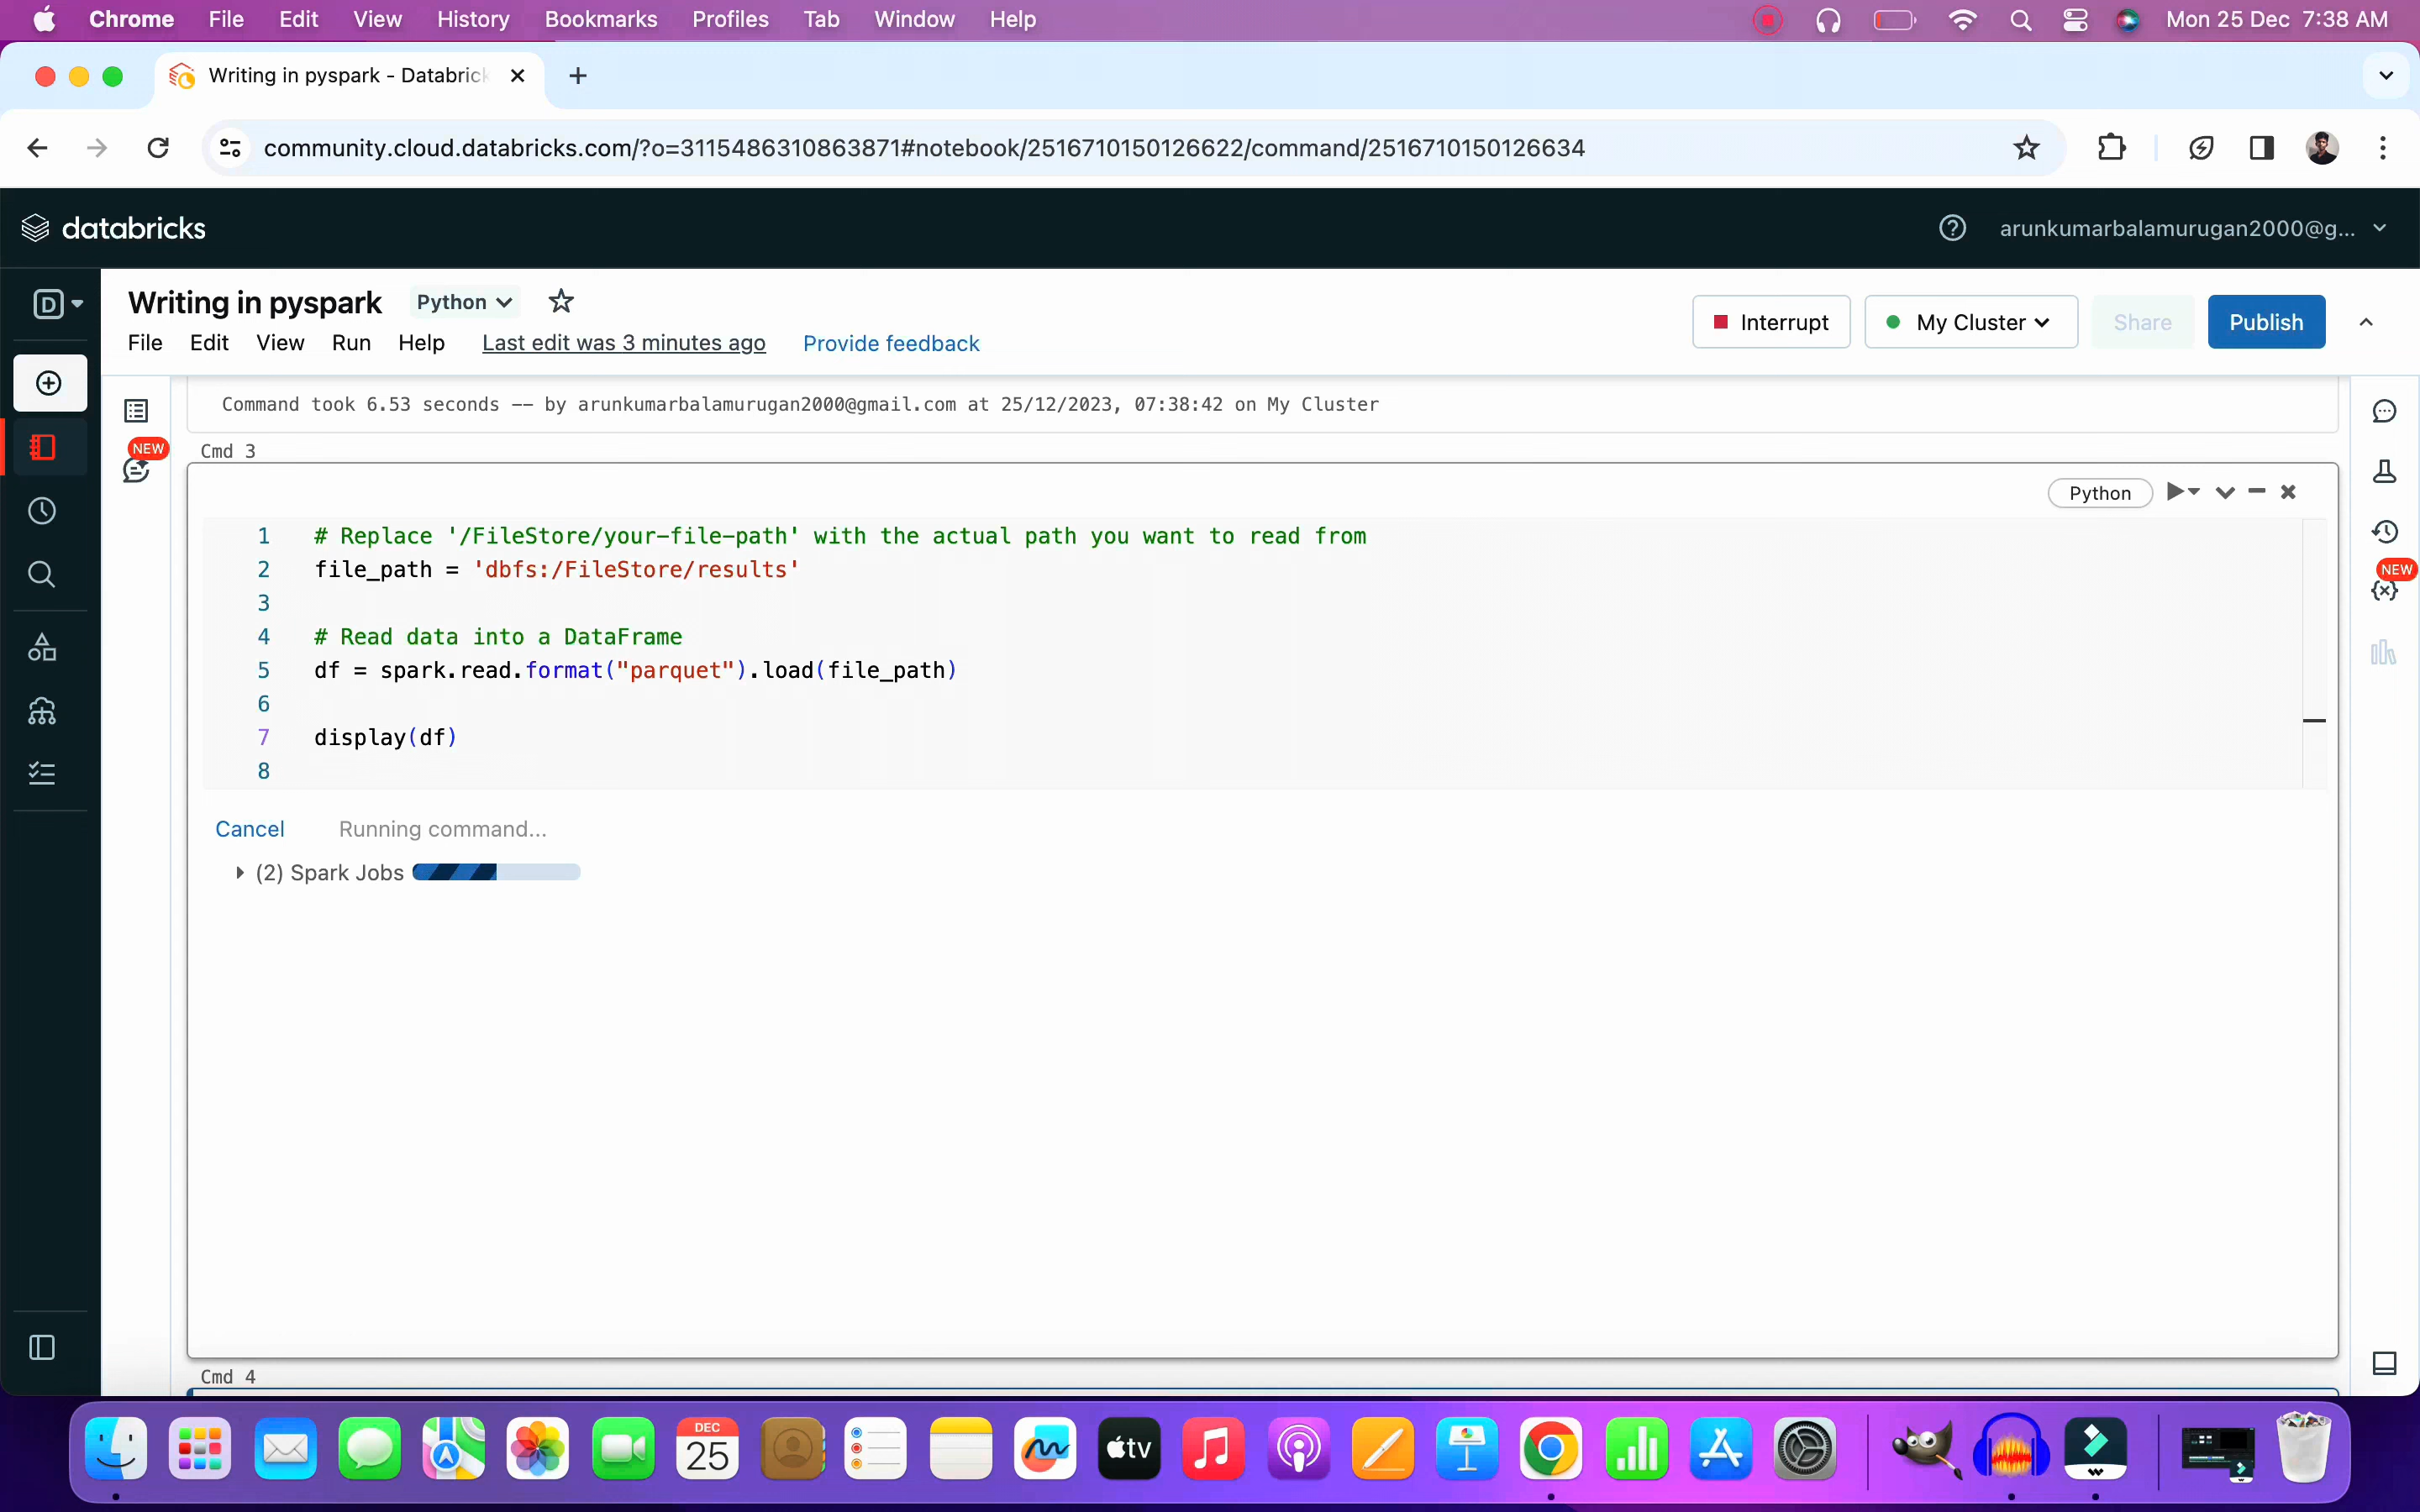 Chrome File Edit View History Bookmarks Profiles Tab Window Help Mon 25 Dec 7:38 AM
Writing in pyspark - Databrick
community.cloud.databricks.com/?o=3115486310863871#notebook/2516710150126622/command/2516710150126634
databricks arunkumarbalamurugan2000@g...
D Writing in pyspark Python
Interrupt My Cluster Share Publish
File Edit View Run Help Last edit was 3 minutes ago Provide feedback
Command took 6.53 seconds -- by arunkumarbalamurugan2000@gmail.com at 25/12/2023, 07:38:42 on My Cluster
NEW
Cmd 3
Python
1 # Replace '/FileStore/your-file-path' with the actual path you want to read from
2 file_path = 'dbfs:/FileStore/results'
NEW
3
4 # Read data into a DataFrame
5 df = spark.read.format("parquet").load(file_path)
6
7 display(df)
8
Cancel Running command...
(2) Spark Jobs
Cmd 4
DEC
25
tv